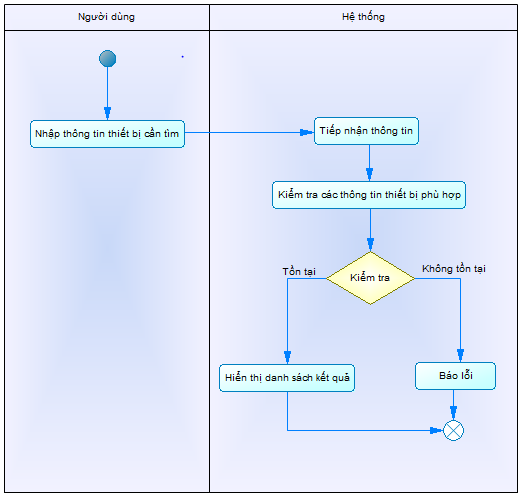 Người dùng
Hệ thống
Nhập thông tin thiết bị cần tìm
Tiếp nhận thông tin
Kiểm tra các thông tin thiết bị phù hợp
Kiểm tra
Tồn tại
Không tồn tại
Hiển thị danh sách kết quả
Báo lỗi